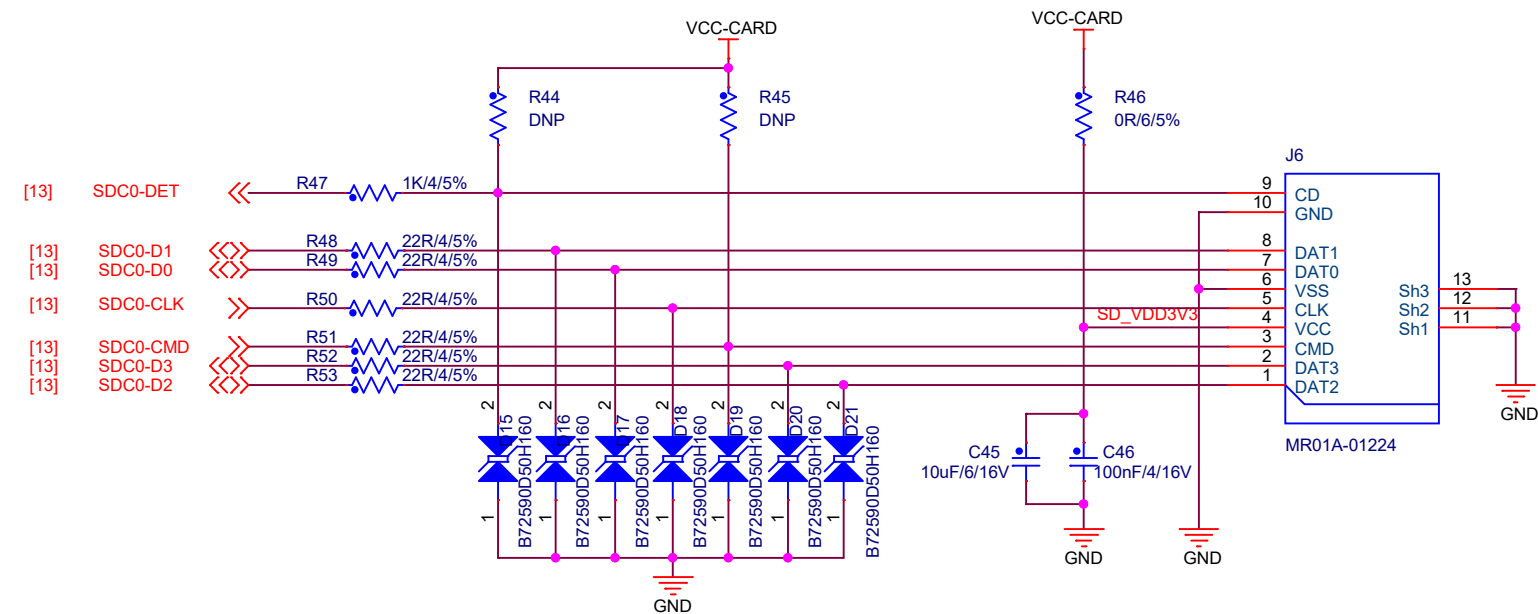 VCC-CARD
VCC-CARD
R44
DNP
R45
DNP
R46
0R/6/5%
J6
[13] SDC0-DET R47 1K/4/5% 9 CD
10 GND
[13] SDC0-D1 R48 22R/4/5% 8 DAT1
[13] SDC0-D0 R49 22R/4/5% 7 DAT0
6 VSS Sh3 13
[13] SDC0-CLK R50 22R/4/5% 5 CLK Sh2 12
SD_VDD3V3 4 VCC Sh1 11
[13] SDC0-CMD R51 22R/4/5% 3 CMD
[13] SDC0-D3 R52 22R/4/5% 2 DAT3
[13] SDC0-D2 R53 22R/4/5% 1 DAT2
GND
MR01A-01224
2 2 2 2 2 2 2
D15 D16 D17 D18 D19 D20 D21
B72590D50H160 B72590D50H160 B72590D50H160 B72590D50H160 B72590D50H160 B72590D50H160 B72590D50H160
1 1 1 1 1 1 1
C45
10uF/6/16V
C46
100nF/4/16V
GND
GND
GND